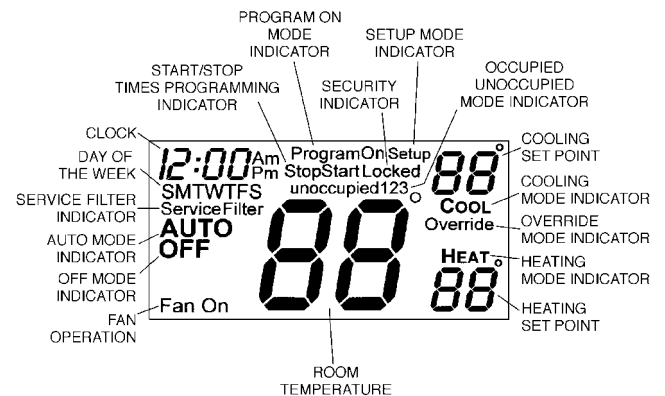 PROGRAM ON
MODE
INDICATOR
SETUP MODE
INDICATOR
START/STOP
TIMES PROGRAMMING
INDICATOR
SECURITY
INDICATOR
OCCUPIED
UNOCCUPIED
MODE INDICATOR
CLOCK
DAY OF
THE WEEK
SERVICE FILTER
INDICATOR
AUTO MODE
INDICATOR
OFF MODE
INDICATOR
FAN
OPERATION
12:00 Am
Pm
SMTWTFS
ServiceFilter
AUTO
OFF
Fan On
ProgramOn Setup
StopStart Locked
unoccupied123
88°
88°
COOL
Override
HEAT
88°
COOLING
SET POINT
COOLING
MODE INDICATOR
OVERRIDE
MODE INDICATOR
HEATING
MODE INDICATOR
HEATING
SET POINT
ROOM
TEMPERATURE